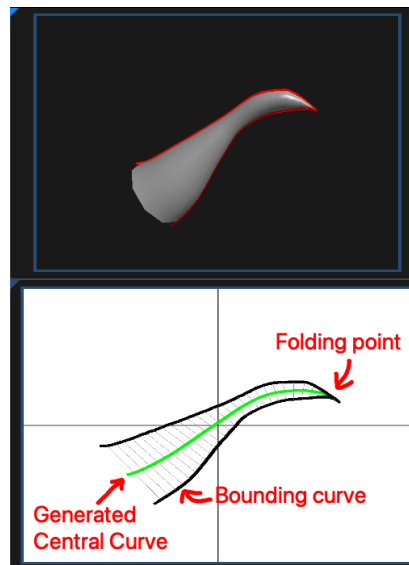 Folding point
Bounding curve
Generated
Central Curve